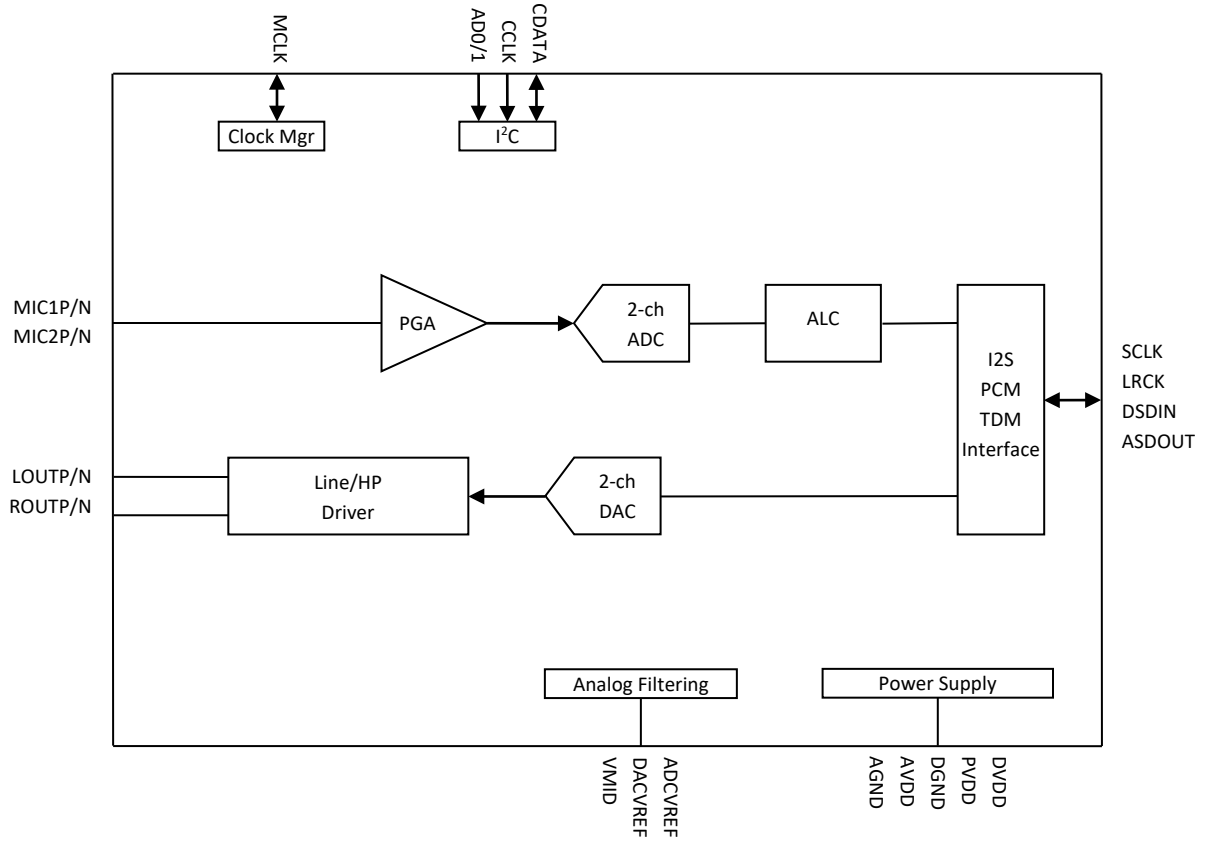 MCLK
AD0/1
CCLK
CDATA
Clock Mgr
I²C
MIC1P/N
MIC2P/N
PGA
2-ch
ADC
ALC
I2S
PCM
TDM
Interface
SCLK
LRCK
DSDIN
ASDOUT
LOUTP/N
ROUTP/N
Line/HP
Driver
2-ch
DAC
Analog Filtering
Power Supply
VMID
DACVREF
ADCVREF
AGND
AVDD
DGND
PVDD
DVDD